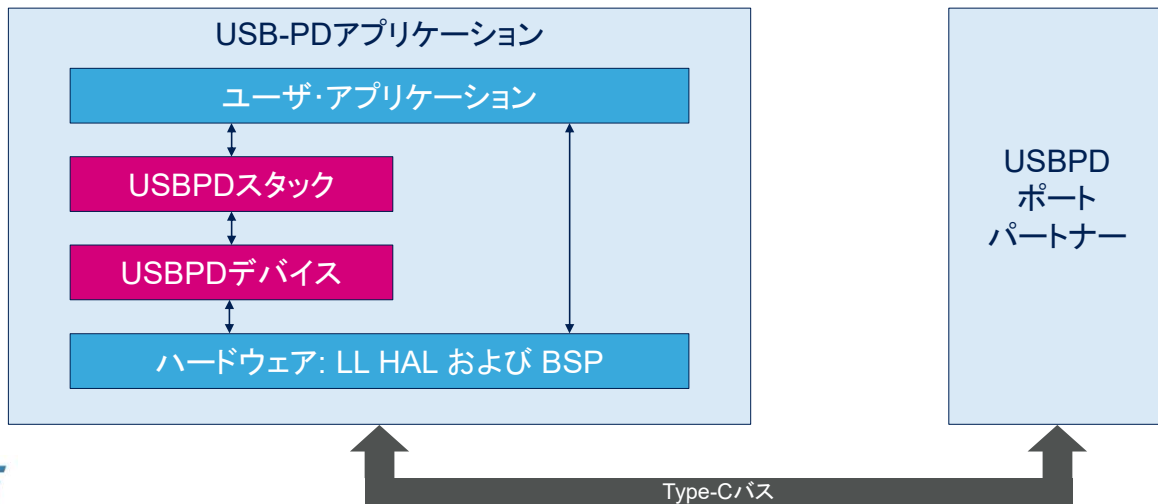 USB-PDアプリケーション
ユーザ・アプリケーション
USBPDスタック
USBPDデバイス
ハードウェア: LL HAL および BSP
USBPD
ポート
パートナー
Type-Cバス